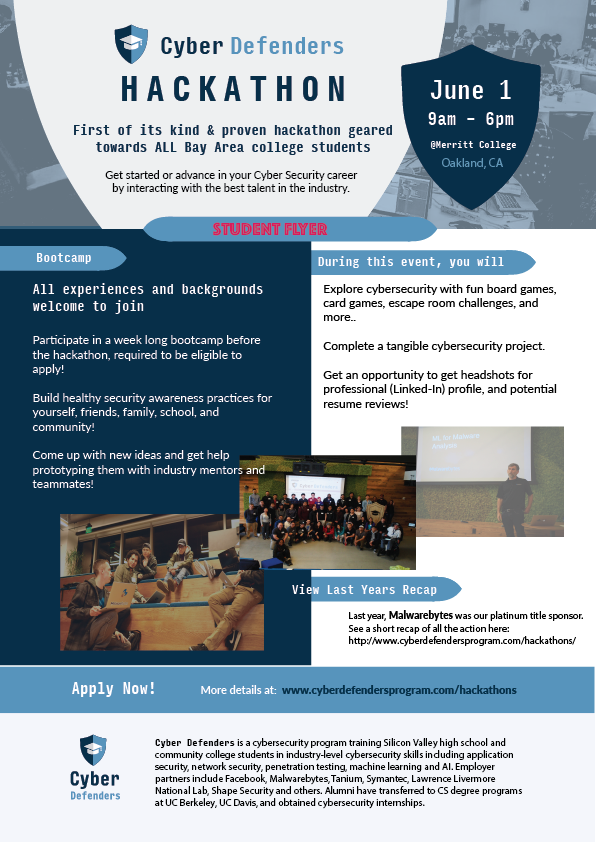 Cyber Defenders
HACKATHON
First of its kind & proven hackathon geared
towards ALL Bay Area college students
Get started or advance in your Cyber Security career
by interacting with the best talent in the industry.
June 1
9am – 6pm
@Merritt College
Oakland, CA
STUDENT FLYER
Bootcamp
All experiences and backgrounds
welcome to join
Participate in a week long bootcamp before
the hackathon, required to be eligible to
apply!
Build healthy security awareness practices for
yourself, friends, family, school, and
community!
Come up with new ideas and get help
prototyping them with industry mentors and
teammates!
During this event, you will
Explore cybersecurity with fun board games,
card games, escape room challenges, and
more..
Complete a tangible cybersecurity project.
Get an opportunity to get headshots for
professional (Linked-In) profile, and potential
resume reviews!
ML for Malware
Analysis
Cyber Defenders
View Last Years Recap
Last year, Malwarebytes was our platinum title sponsor.
See a short recap of all the action here:
http://www.cyberdefendersprogram.com/hackathons/
Apply Now!
More details at: www.cyberdefendersprogram.com/hackathons
Cyber
Defenders
Cyber Defenders is a cybersecurity program training Silicon Valley high school and
community college students in industry-level cybersecurity skills including application
security, network security, penetration testing, machine learning and AI. Employer
partners include Facebook, Malwarebytes, Tanium, Symantec, Lawrence Livermore
National Lab, Shape Security and others. Alumni have transferred to CS degree programs
at UC Berkeley, UC Davis, and obtained cybersecurity internships.